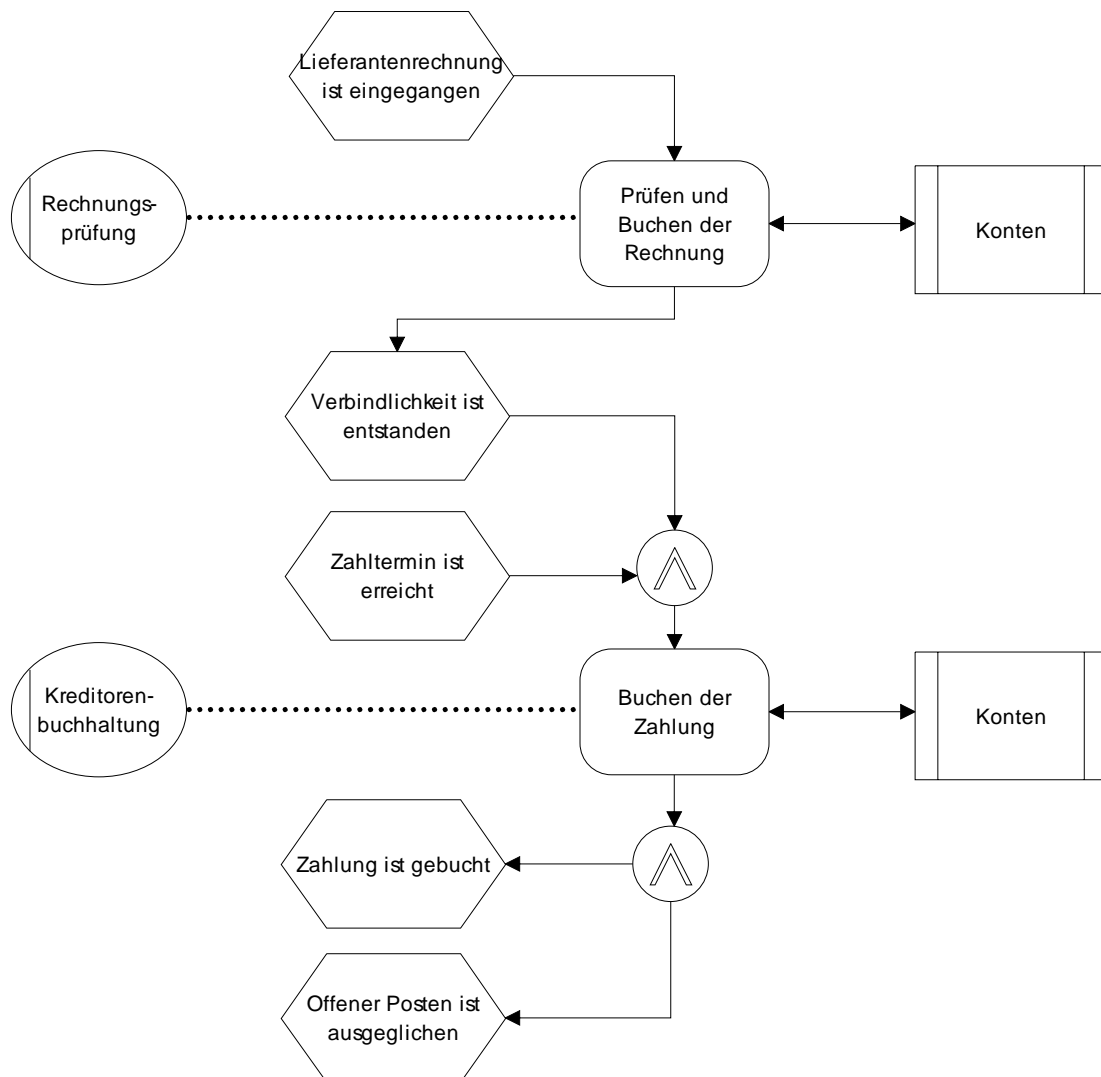 Lieferantenrechnung
ist eingegangen
Rechnungs-
prüfung
Prüfen und
Buchen der
Rechnung
Konten
Verbindlichkeit ist
entstanden
Zahltermin ist
erreicht
Kreditoren-
buchhaltung
Buchen der
Zahlung
Konten
Zahlung ist gebucht
Offener Posten ist
ausgeglichen